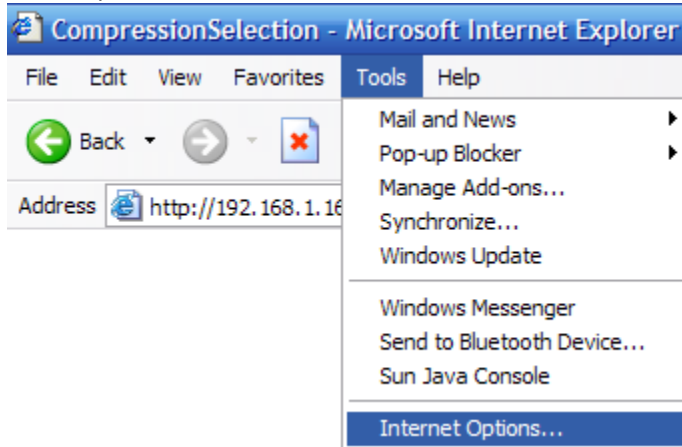 CompressionSelection - Microsoft Internet Explorer
File Edit View Favorites Tools Help
Back
Address http://192.168.1.16
Mail and News
Pop-up Blocker
Manage Add-ons...
Synchronize...
Windows Update
Windows Messenger
Send to Bluetooth Device...
Sun Java Console
Internet Options...